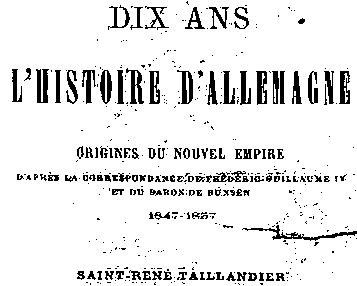 DIX ANS
L'HISTOIRE D'ALLEMAGNE
ORIGINES DU NOUVEL EMPIRE
D'APRÈS LA CORRESPONDANCE DE FRÉDÉRIC-GUILLAUME IV
ET DU BARON DE BUNSEN
1847-1857
SAINT-RENÉ TAILLANDIER